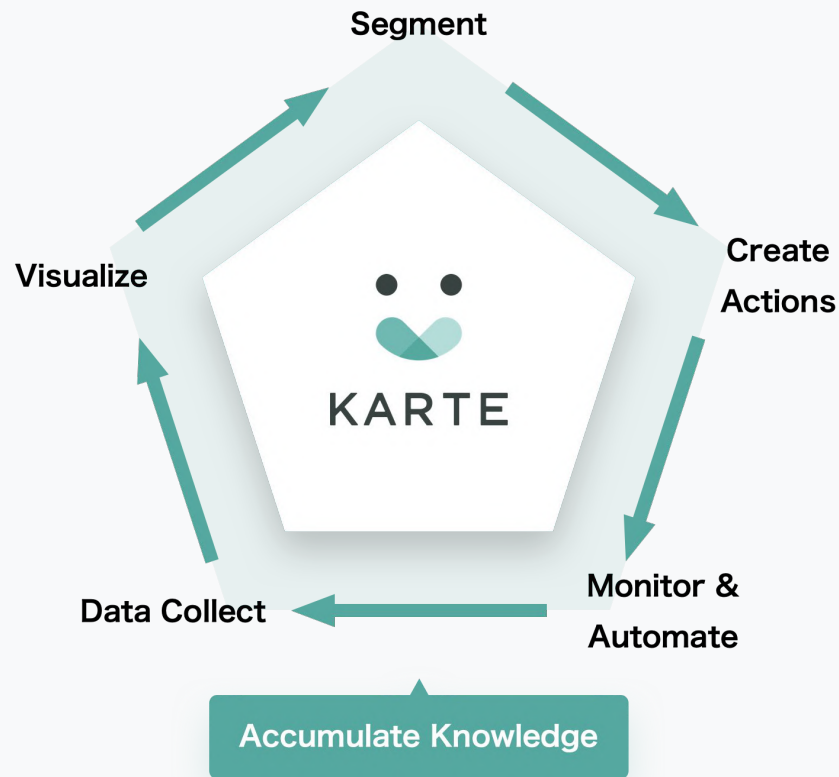 Segment
Create
Actions
Visualize
KARTE
Monitor &
Automate
Data Collect
Accumulate Knowledge